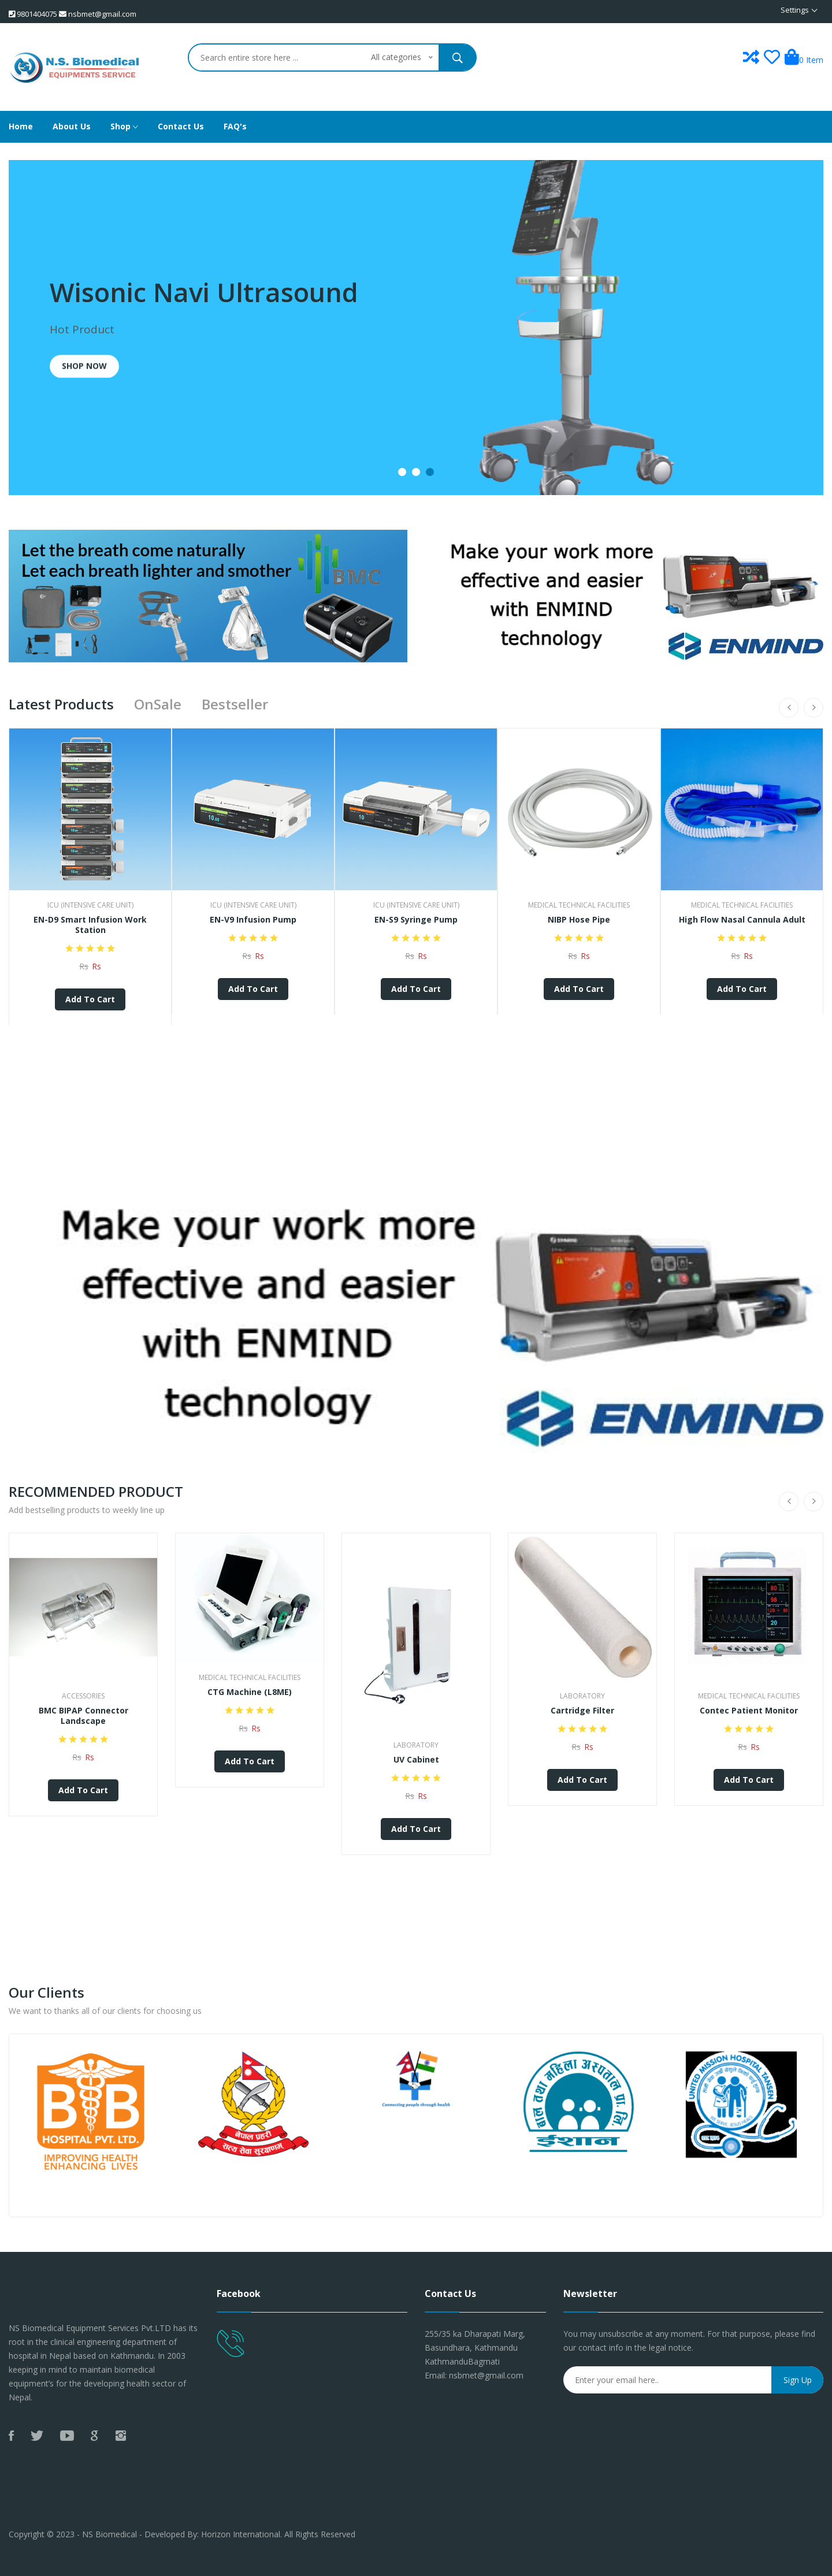 9801404075 nsbmet@gmail.com
Settings
N.S. Biomedical
EQUIPMENTS SERVICE
Search entire store here ...
All categories
0 Item
Home
About Us
Shop
Contact Us
FAQ's
Wisonic Navi Ultrasound
Hot Product
SHOP NOW
Let the breath come naturally
Let each breath lighter and smother
BMC
Make your work more
effective and easier
with ENMIND
technology
ENMIND
Latest Products
OnSale
Bestseller
ICU (INTENSIVE CARE UNIT)
EN-D9 Smart Infusion Work
Station
Rs Rs
Add To Cart
ICU (INTENSIVE CARE UNIT)
EN-V9 Infusion Pump
Rs Rs
Add To Cart
ICU (INTENSIVE CARE UNIT)
EN-S9 Syringe Pump
Rs Rs
Add To Cart
MEDICAL TECHNICAL FACILITIES
NIBP Hose Pipe
Rs Rs
Add To Cart
MEDICAL TECHNICAL FACILITIES
High Flow Nasal Cannula Adult
Rs Rs
Add To Cart
Make your work more
effective and easier
with ENMIND
technology
ENMIND
RECOMMENDED PRODUCT
Add bestselling products to weekly line up
ACCESSORIES
BMC BIPAP Connector
Landscape
Rs Rs
Add To Cart
MEDICAL TECHNICAL FACILITIES
CTG Machine (L8ME)
Rs Rs
Add To Cart
LABORATORY
UV Cabinet
Rs Rs
Add To Cart
LABORATORY
Cartridge Filter
Rs Rs
Add To Cart
MEDICAL TECHNICAL FACILITIES
Contec Patient Monitor
Rs Rs
Add To Cart
Our Clients
We want to thanks all of our clients for choosing us
B B
HOSPITAL PVT. LTD.
IMPROVING HEALTH
ENHANCING LIVES
नेपाल प्रहरी
सत्य सेवा सुरक्षणम्
Connecting people through health
बाल तथा महिला अस्पताल प्रा.लि.
ईशान
UNITED MISSION HOSPITAL TANSEN
Facebook
Contact Us
Newsletter
NS Biomedical Equipment Services Pvt.LTD has its
root in the clinical engineering department of
hospital in Nepal based on Kathmandu. In 2003
keeping in mind to maintain biomedical
equipment's for the developing health sector of
Nepal.
255/35 ka Dharapati Marg,
Basundhara, Kathmandu
KathmanduBagmati
Email: nsbmet@gmail.com
You may unsubscribe at any moment. For that purpose, please find
our contact info in the legal notice.
Enter your email here..
Sign Up
Copyright © 2023 - NS Biomedical - Developed By: Horizon International. All Rights Reserved